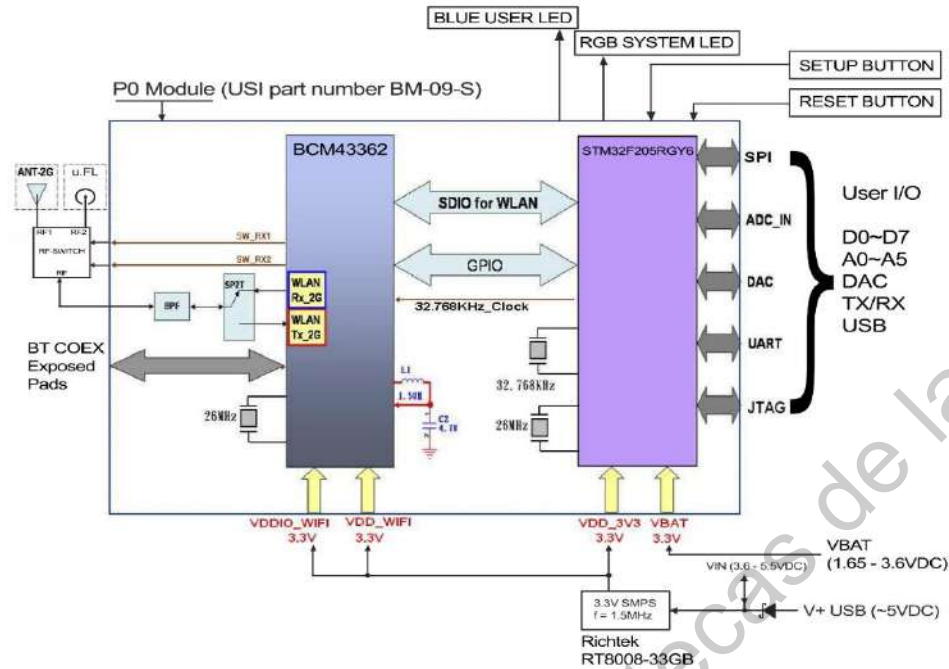 BLUE USER LED
RGB SYSTEM LED
SETUP BUTTON
P0 Module (USI part number BM-09-S)
RESET BUTTON
BCM43362
STM32F205RGY6
ANT-2G
u.FL
SPI
SDIO for WLAN
User I/O
ADC_IN
RF1 RF2
SW_RX1
RF-SWITCH
D0~D7
A0~A5
SW_RX2
GPIO
RF
SP2T
WLAN
Rx_2G
DAC
DAC
BPF
32.768KHz_Clock
TX/RX
WLAN
Tx_2G
USB
BT COEX
Exposed
Pads
UART
L1
32.768KHz
26MHz
C2
26MHz
JTAG
VDDIO_WIFI
3.3V
VDD_WIFI
3.3V
VDD_3V3
3.3V
VBAT
3.3V
VBAT
(1.65 - 3.6VDC)
VIN (3.6 - 5.5VDC)
3.3V SMPS
f = 1.5MHz
V+ USB (~5VDC)
Richtek
RT8008-33GB
ecas de la